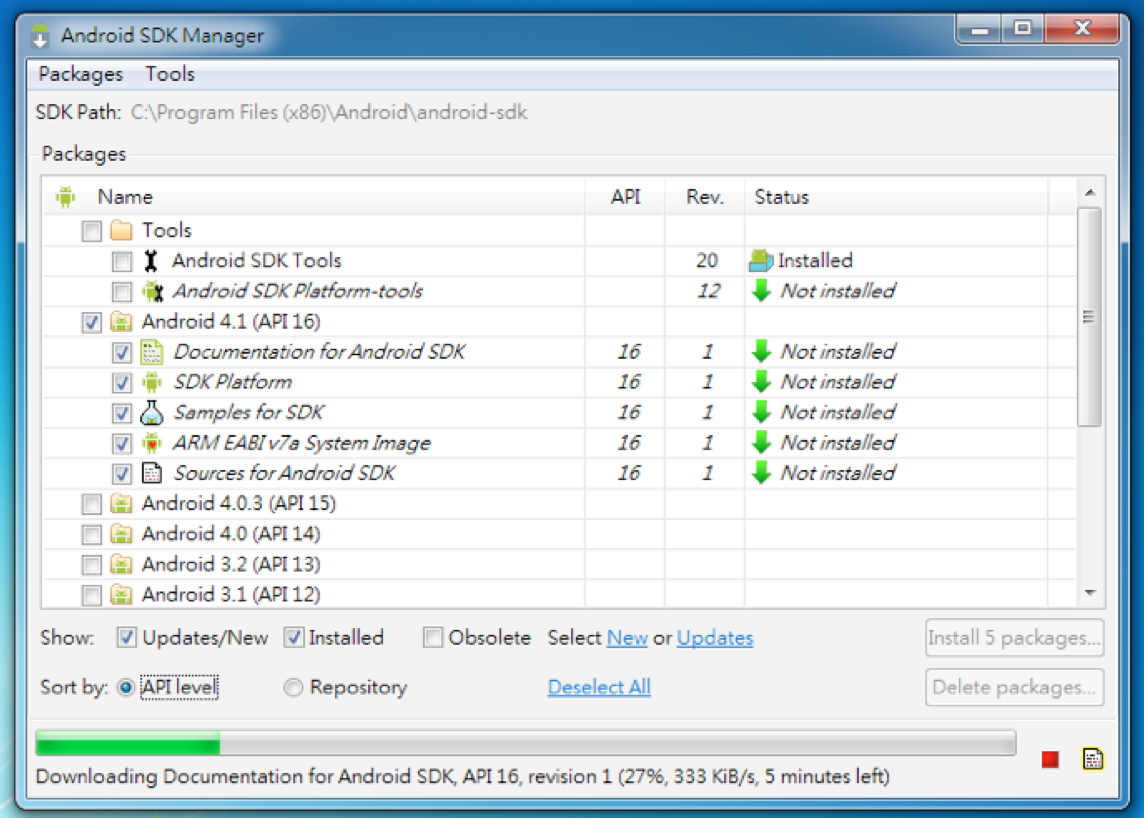 Android SDK Manager
Packages Tools
SDK Path: C:\Program Files (x86)\Android\android-sdk
Packages
Name API Rev. Status
Tools
Android SDK Tools 20 Installed
Android SDK Platform-tools 12 Not installed
Android 4.1 (API 16)
Documentation for Android SDK 16 1 Not installed
SDK Platform 16 1 Not installed
Samples for SDK 16 1 Not installed
ARM EABI v7a System Image 16 1 Not installed
Sources for Android SDK 16 1 Not installed
Android 4.0.3 (API 15)
Android 4.0 (API 14)
Android 3.2 (API 13)
Android 3.1 (API 12)
Show: Updates/New Installed Obsolete Select New or Updates Install 5 packages...
Sort by: API level Repository Deselect All Delete packages...
Downloading Documentation for Android SDK, API 16, revision 1 (27%, 333 KiB/s, 5 minutes left)